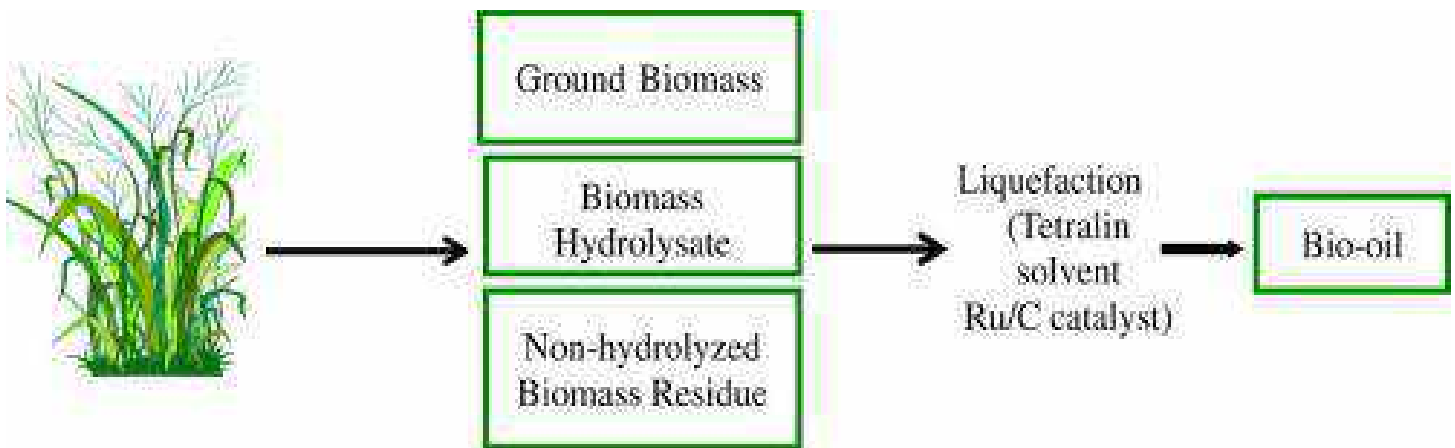 Ground Biomass
Biomass
Hydrolysate
Non-hydrolyzed
Biomass Residue
Liquefaction
(Tetralin
solvent
Ru/C catalyst)
Bio-oil